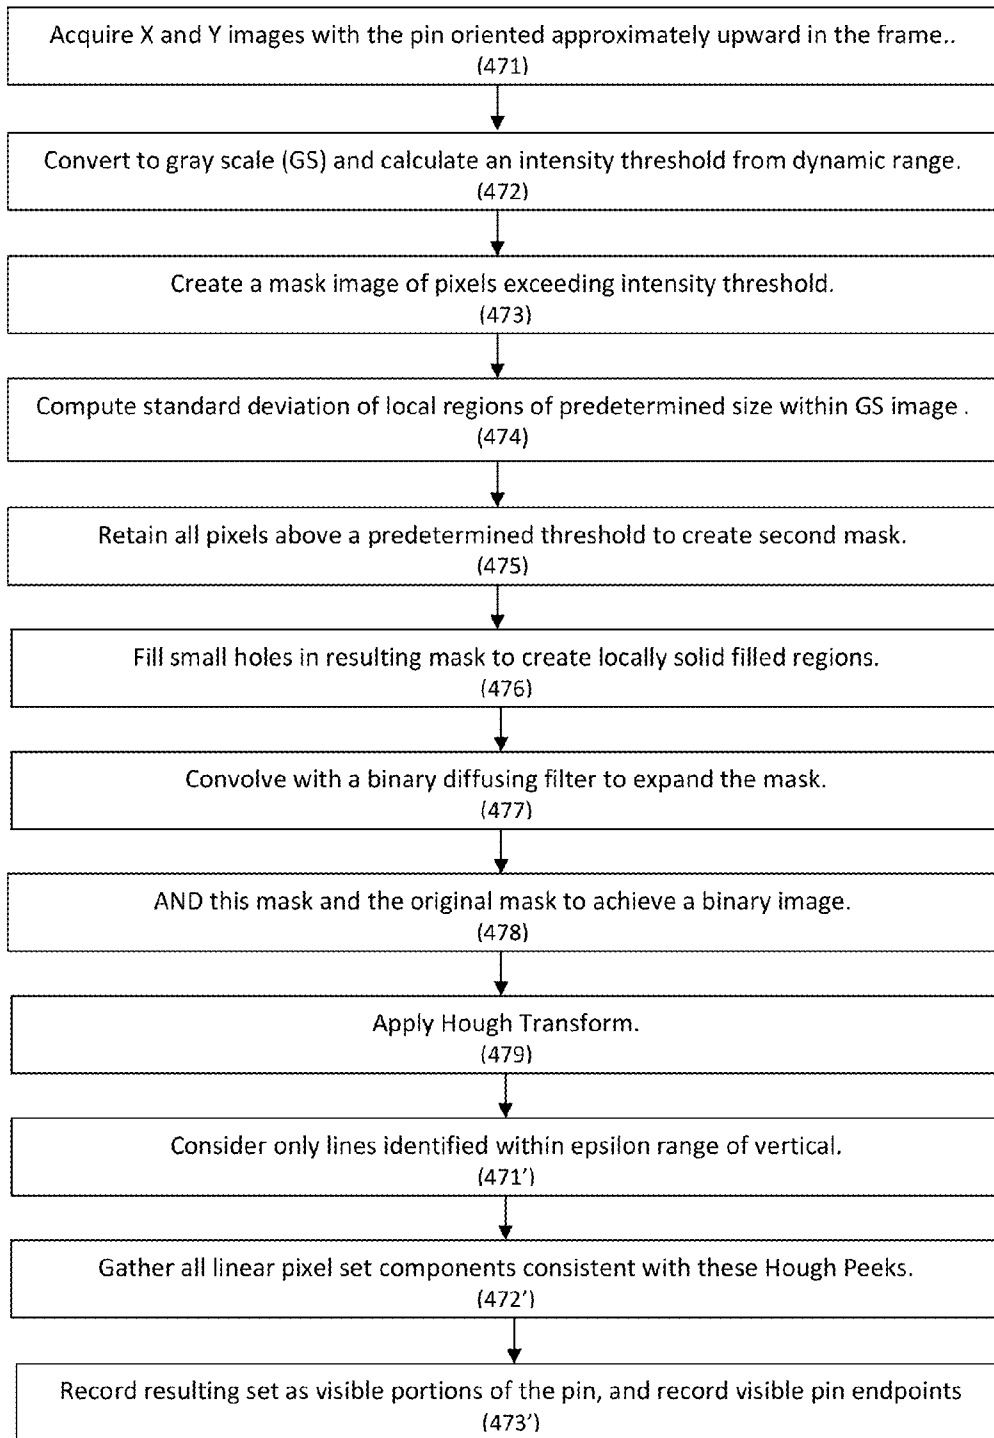 Acquire X and Y images with the pin oriented approximately upward in the frame..
(471)
Convert to gray scale (GS) and calculate an intensity threshold from dynamic range.
(472)
Create a mask image of pixels exceeding intensity threshold.
(473)
Compute standard deviation of local regions of predetermined size within GS image .
(474)
Retain all pixels above a predetermined threshold to create second mask.
(475)
Fill small holes in resulting mask to create locally solid filled regions.
(476)
Convolve with a binary diffusing filter to expand the mask.
(477)
AND this mask and the original mask to achieve a binary image.
(478)
Apply Hough Transform.
(479)
Consider only lines identified within epsilon range of vertical.
(471')
Gather all linear pixel set components consistent with these Hough Peeks.
(472')
Record resulting set as visible portions of the pin, and record visible pin endpoints
(473')